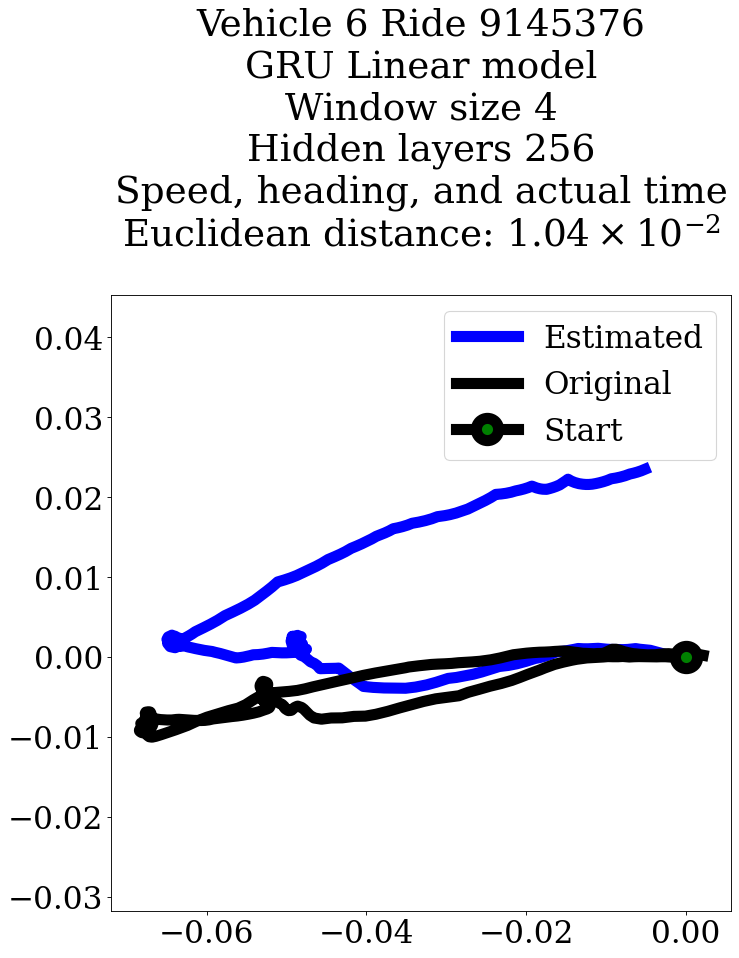 Vehicle 6 Ride 9145376
GRU Linear model
Window size 4
Hidden layers 256
Speed, heading, and actual time
Euclidean distance: 1.04 × 10⁻²
Estimated
Original
Start
0.04
0.03
0.02
0.01
0.00
−0.01
−0.02
−0.03
−0.06
−0.04
−0.02
0.00